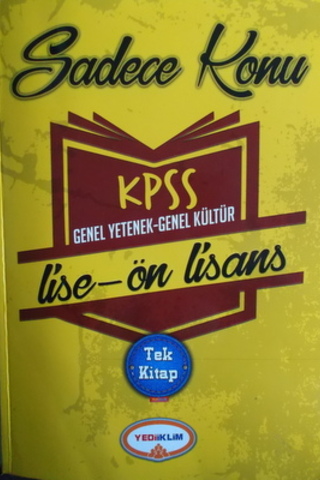 Sadece Konu
KPSS
GENEL YETENEK-GENEL KÜLTÜR
lise-ön lisans
Tek
Kitap
YEDİİKLİM